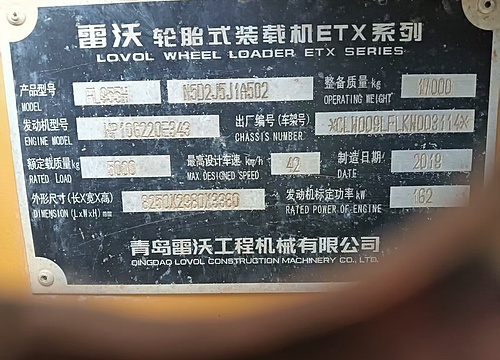 雷沃 轮胎式装载机ETX系列
LOVOL WHEEL LOADER ETX SERIES
产品型号 FL955H N5D2J5J1A502 整备质量 kg 17000
MODEL OPERATING WEIGHT
发动机型号 WP10G220E343 出厂编号(车架号)
ENGINE MODEL CHASSIS NUMBER
额定载质量kg 5000 最高设计车速 km/h 42 制造日期 2019
RATED LOAD MAX.DESIGNED SPEED DATE
外形尺寸(长X宽X高) 发动机标定功率kW 162
DIMENSION (LxWxH) mm RATED POWER OF ENGINE
青岛雷沃工程机械有限公司
QINGDAO LOVOL CONSTRUCTION MACHINERY CO., LTD.